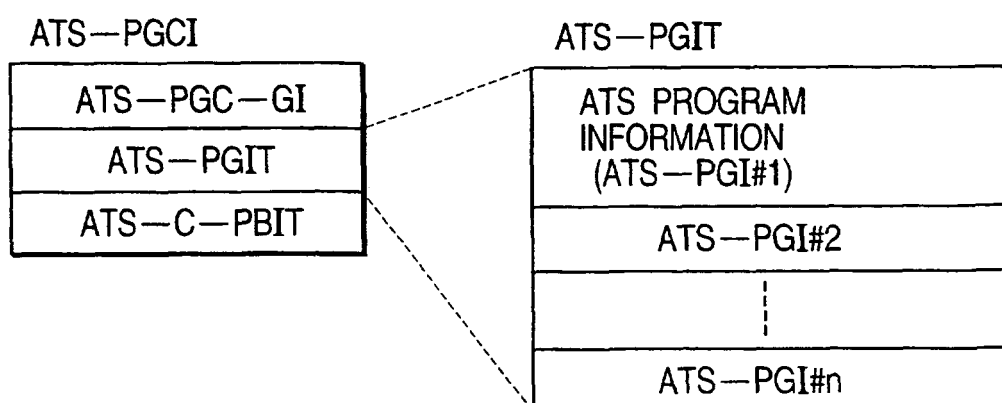 ATS—PGCI
ATS—PGC—GI
ATS—PGIT
ATS—C—PBIT
ATS—PGIT
ATS PROGRAM
INFORMATION
(ATS—PGI#1)
ATS—PGI#2
ATS—PGI#n